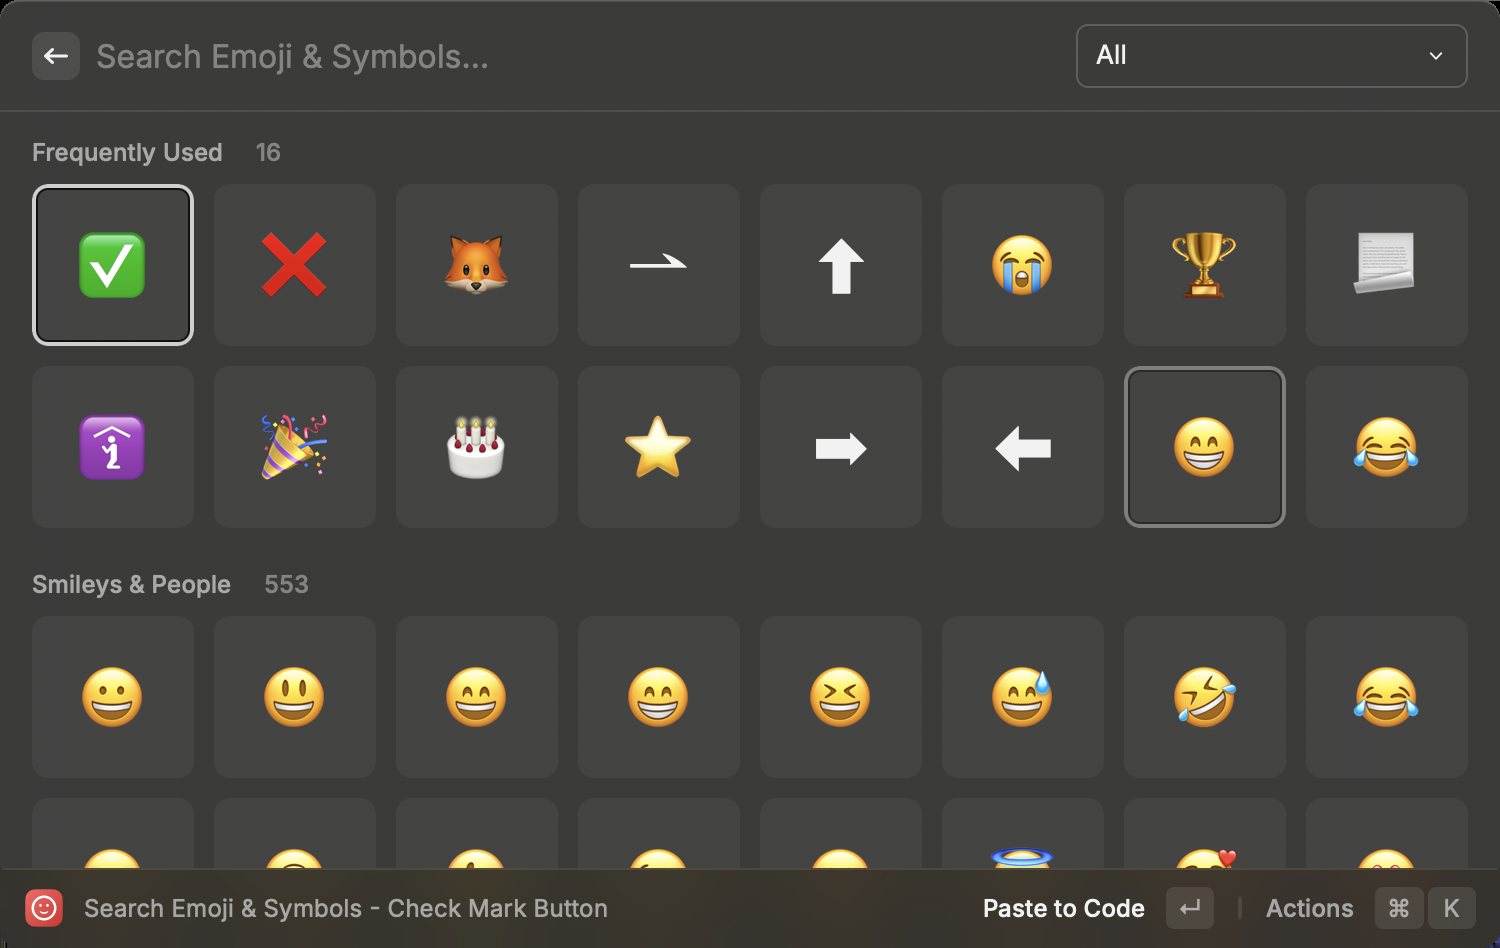 Search Emoji & Symbols...
All
Frequently Used 16
Smileys & People 553
Search Emoji & Symbols - Check Mark Button
Paste to Code
Actions ⌘ K